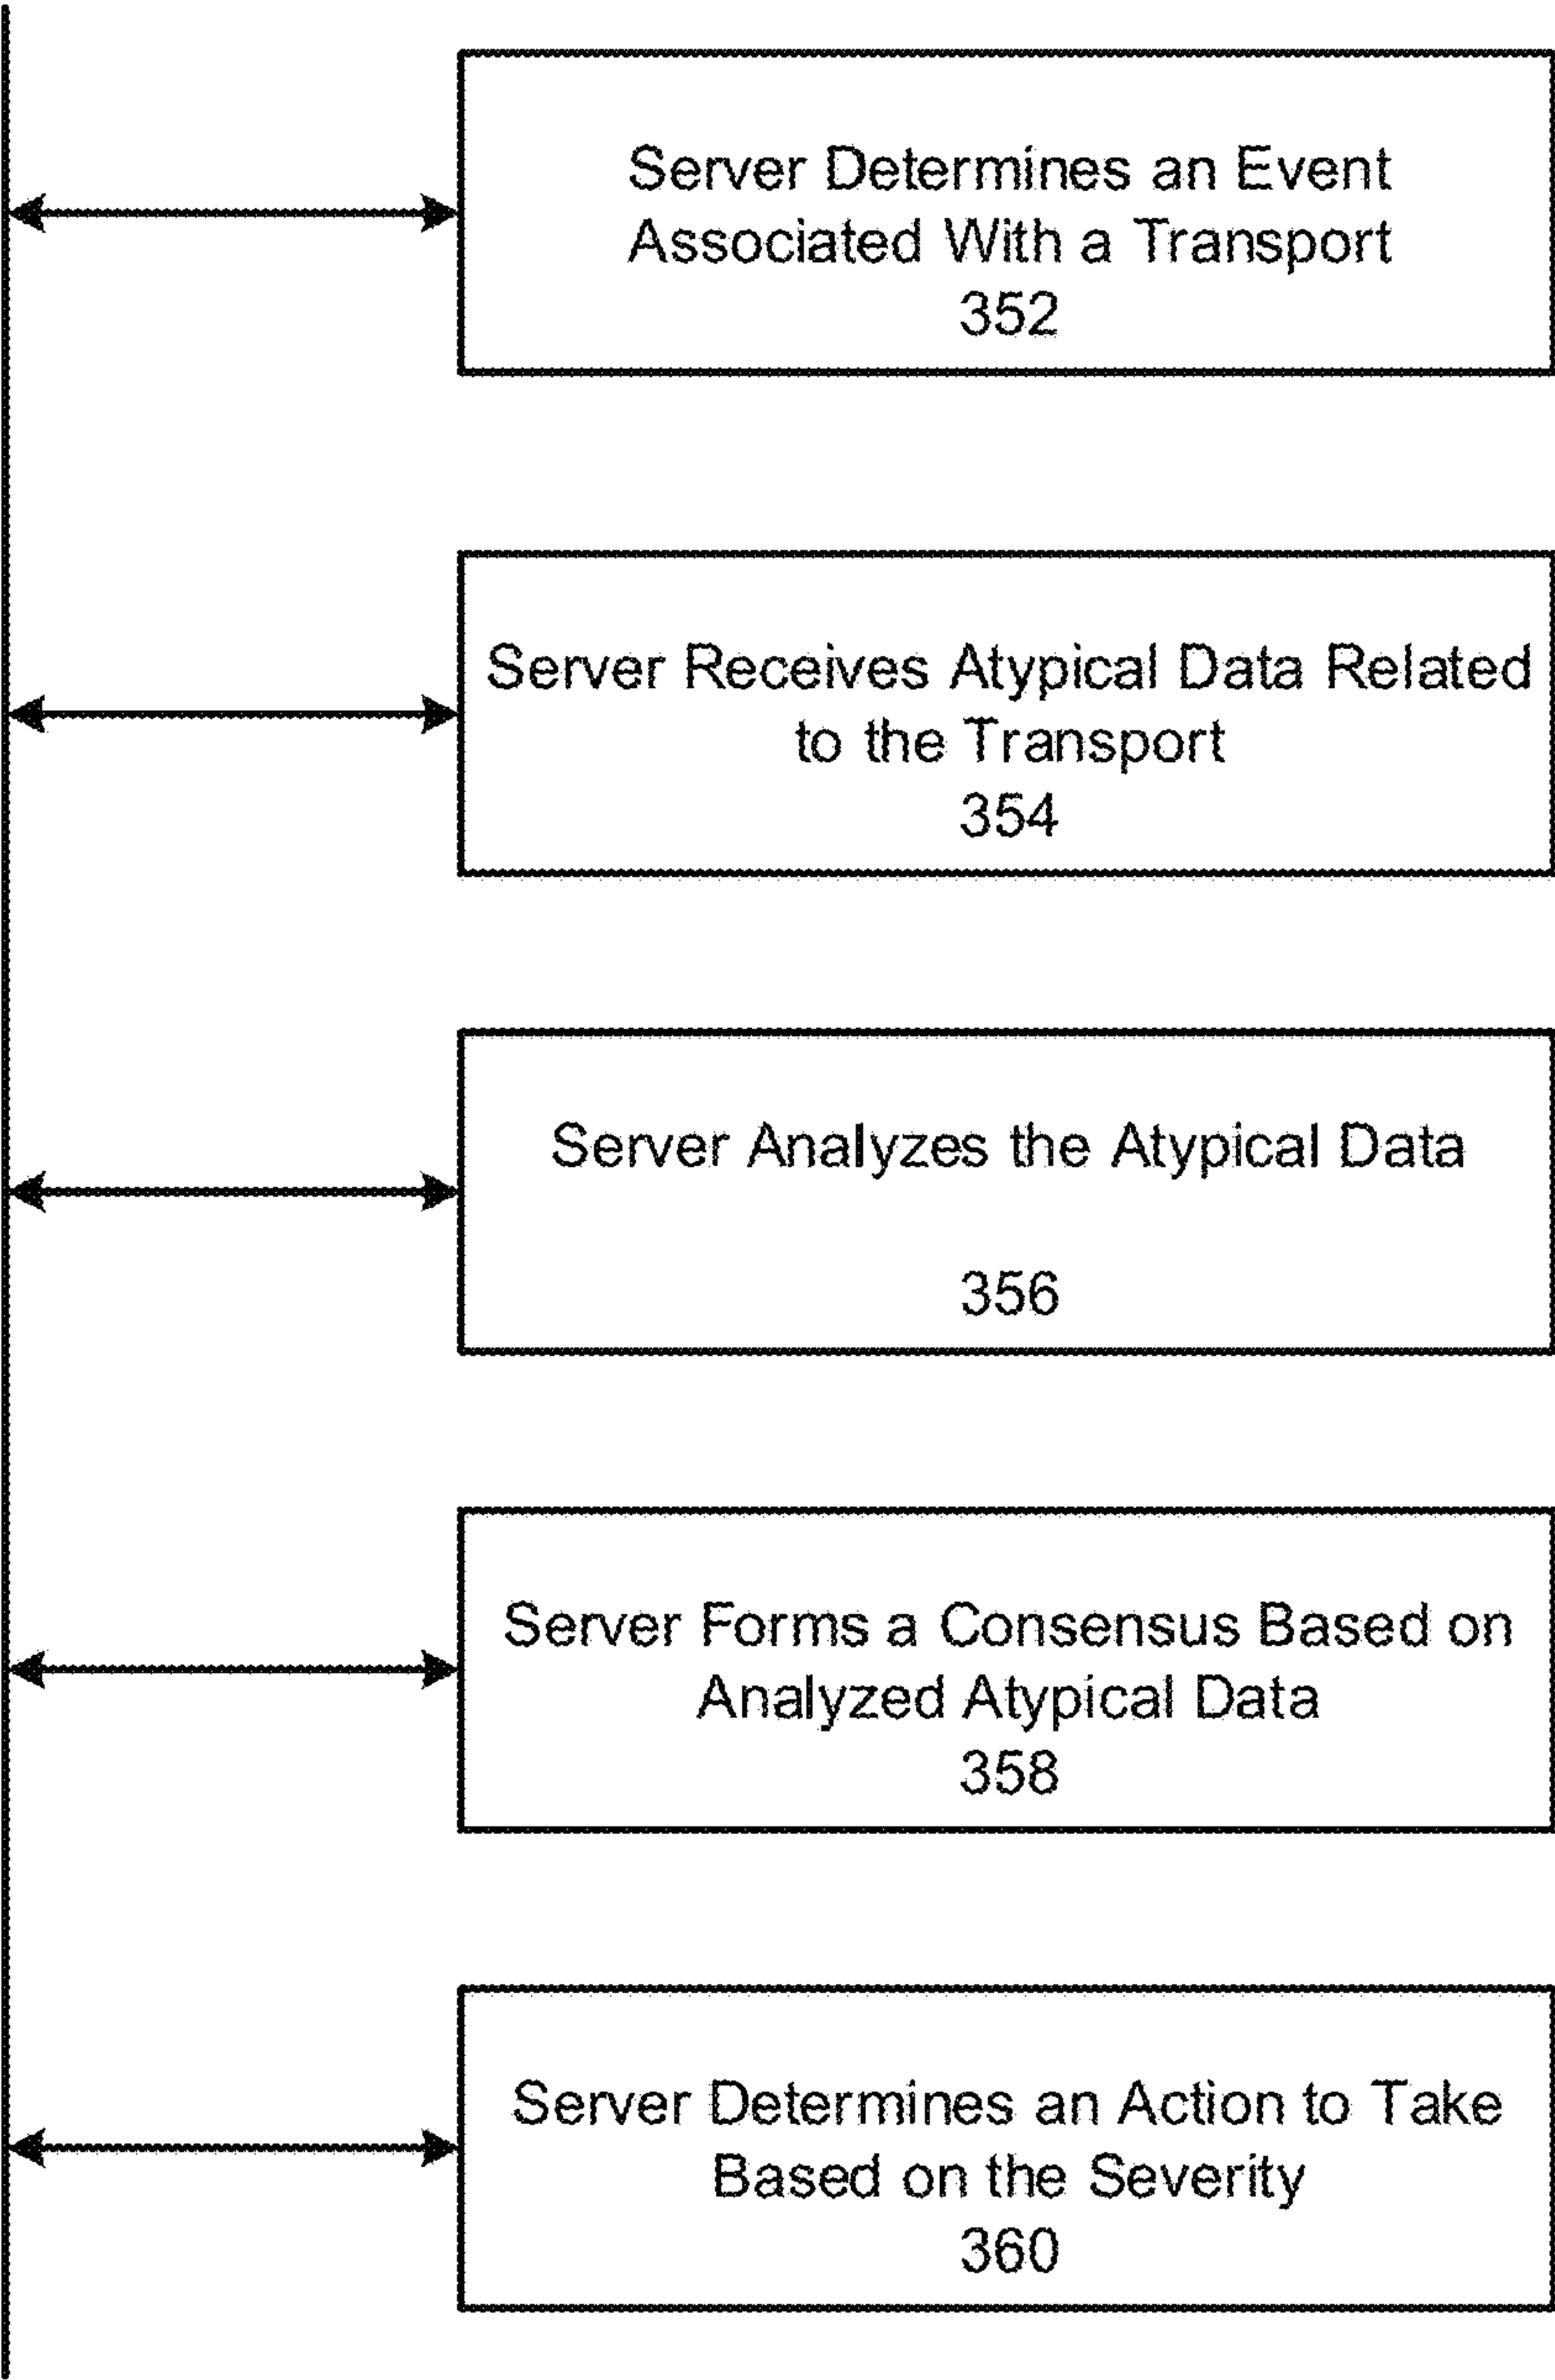 Server Determines an Event
Associated With a Transport
352
Server Receives Atypical Data Related
to the Transport
354
Server Analyzes the Atypical Data
356
Server Forms a Consensus Based on
Analyzed Atypical Data
358
Server Determines an Action to Take
Based on the Severity
360